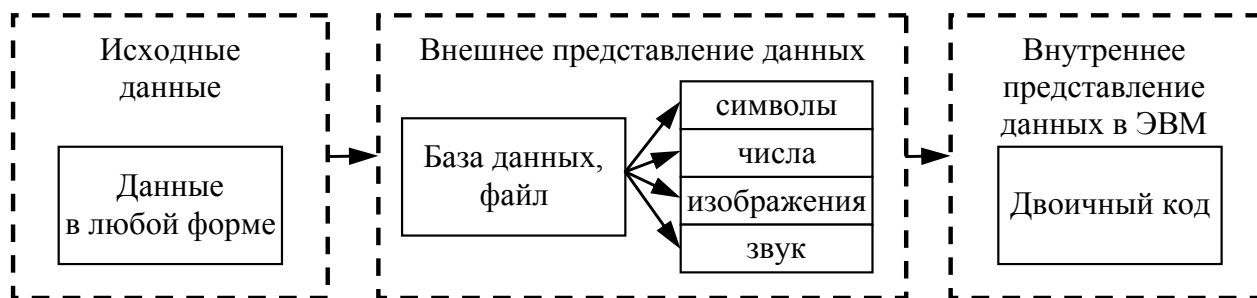 Исходные
данные
Данные
в любой форме
Внешнее представление данных
База данных,
файл
символы
числа
изображения
звук
Внутреннее
представление
данных в ЭВМ
Двоичный код